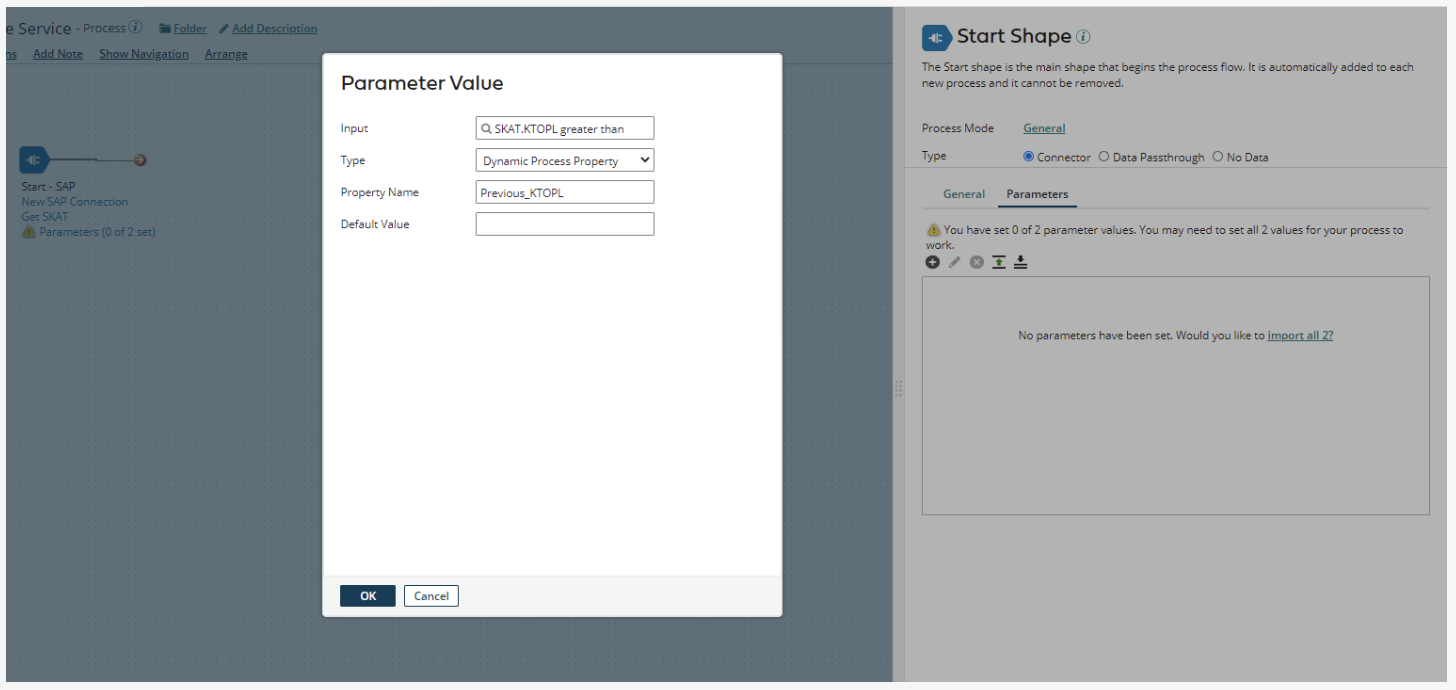 e Service - Process Folder Add Description
ns Add Note Show Navigation Arrange
Start - SAP
New SAP Connection
Get SKAT
Parameters (0 of 2 set)
Parameter Value
Input SKAT.KTOPL greater than
Type Dynamic Process Property
Property Name Previous_KTOPL
Default Value
OK Cancel
Start Shape
The Start shape is the main shape that begins the process flow. It is automatically added to each
new process and it cannot be removed.
Process Mode General
Type Connector Data Passthrough No Data
General Parameters
You have set 0 of 2 parameter values. You may need to set all 2 values for your process to
work.
No parameters have been set. Would you like to import all 2?